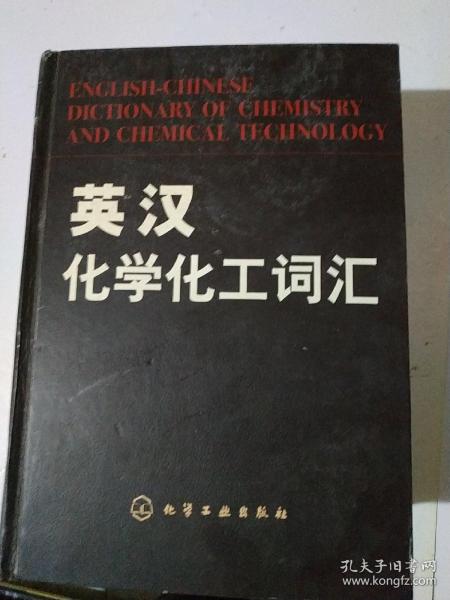 ENGLISH-CHINESE
DICTIONARY OF CHEMISTRY
AND CHEMICAL TECHNOLOGY
英汉
化学化工词汇
化学工业出版社
孔夫子旧书网
www.kongfz.com